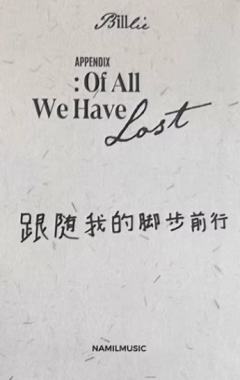 Billlie
APPENDIX
: Of All
We Have
Lost
跟随我的脚步前行
NAMILMUSIC